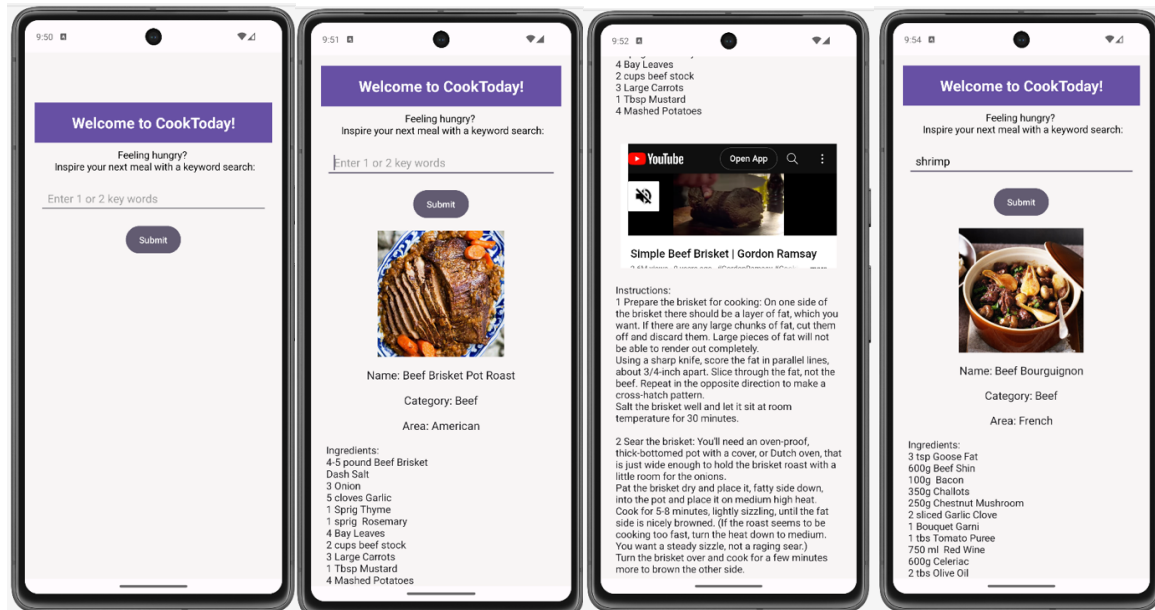 9:50
Welcome to CookToday!
Feeling hungry?
Inspire your next meal with a keyword search:
Enter 1 or 2 key words
Submit
9:51
Welcome to CookToday!
Feeling hungry?
Inspire your next meal with a keyword search:
Enter 1 or 2 key words
Submit
Name: Beef Brisket Pot Roast
Category: Beef
Area: American
Ingredients:
4-5 pound Beef Brisket
Dash Salt
3 Onion
5 cloves Garlic
1 Sprig Thyme
1 sprig Rosemary
4 Bay Leaves
2 cups beef stock
3 Large Carrots
1 Tbsp Mustard
4 Mashed Potatoes
9:52
4 Bay Leaves
2 cups beef stock
3 Large Carrots
1 Tbsp Mustard
4 Mashed Potatoes
YouTube
Open App
Simple Beef Brisket | Gordon Ramsay
Instructions:
1 Prepare the brisket for cooking: On one side of
the brisket there should be a layer of fat, which you
want. If there are any large chunks of fat, cut them
off and discard them. Large pieces of fat will not
be able to render out completely.
Using a sharp knife, score the fat in parallel lines,
about 3/4-inch apart. Slice through the fat, not the
beef. Repeat in the opposite direction to make a
cross-hatch pattern.
Salt the brisket well and let it sit at room
temperature for 30 minutes.
2 Sear the brisket: You'll need an oven-proof,
thick-bottomed pot with a cover, or Dutch oven, that
is just wide enough to hold the brisket roast with a
little room for the onions.
Pat the brisket dry and place it, fatty side down,
into the pot and place it on medium high heat.
Cook for 5-8 minutes, lightly sizzling, until the fat
side is nicely browned. (If the roast seems to be
cooking too fast, turn the heat down to medium.
You want a steady sizzle, not a raging sear.)
Turn the brisket over and cook for a few minutes
more to brown the other side.
9:54
Welcome to CookToday!
Feeling hungry?
Inspire your next meal with a keyword search:
shrimp
Submit
Name: Beef Bourguignon
Category: Beef
Area: French
Ingredients:
3 tsp Goose Fat
600g Beef Shin
100g Bacon
350g Challots
250g Chestnut Mushroom
2 sliced Garlic Clove
1 Bouquet Garni
1 tbs Tomato Puree
750 ml Red Wine
600g Celeriac
2 tbs Olive Oil